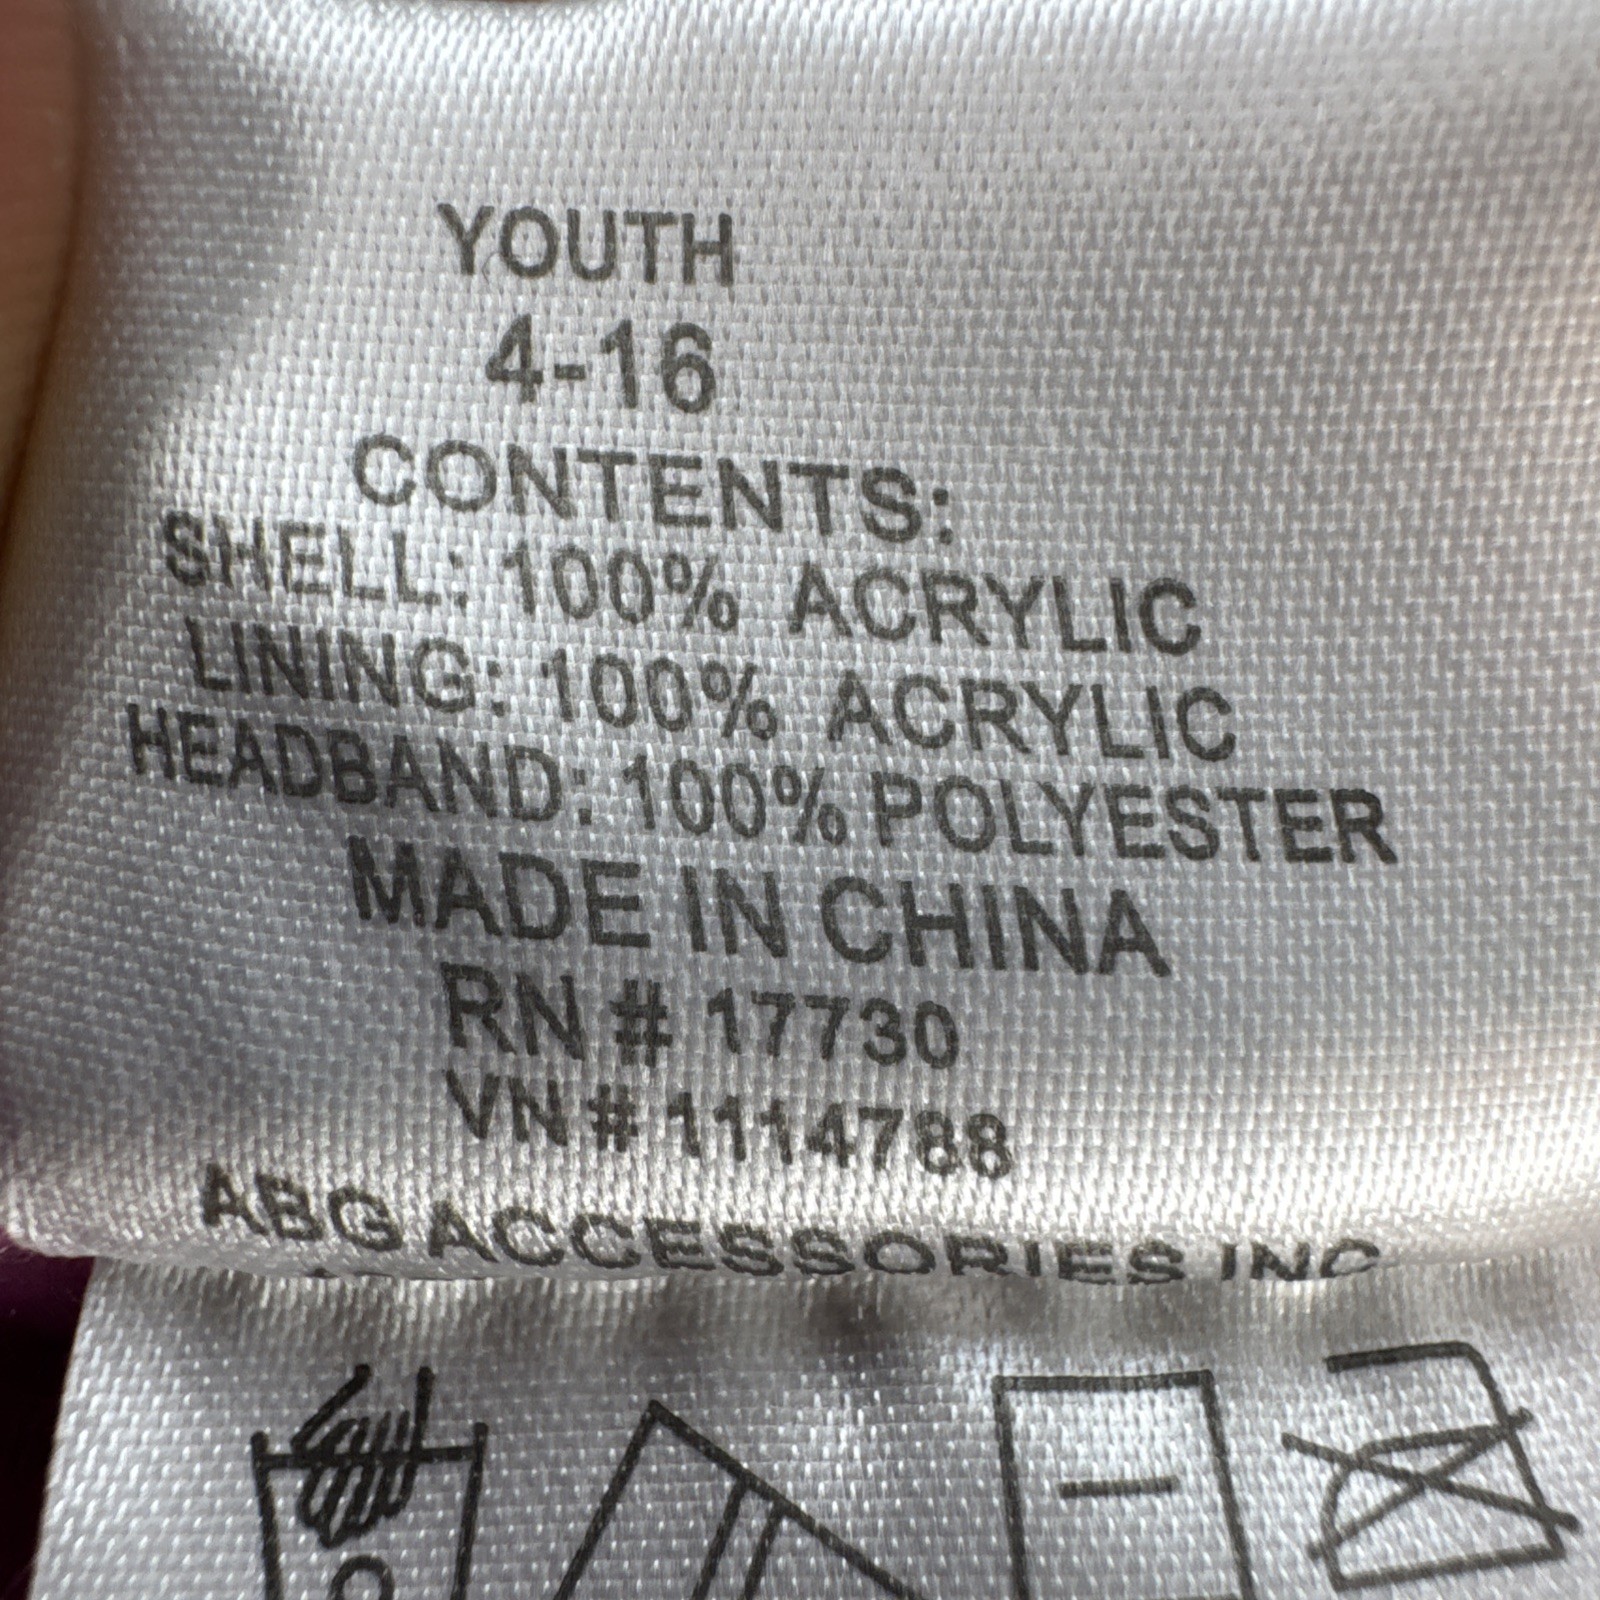 YOUTH
4-16
CONTENTS:
SHELL: 100% ACRYLIC
LINING: 100% ACRYLIC
HEADBAND: 100% POLYESTER
MADE IN CHINA
RN # 17730
VN # 1114788
ABG ACCESSORIES INC